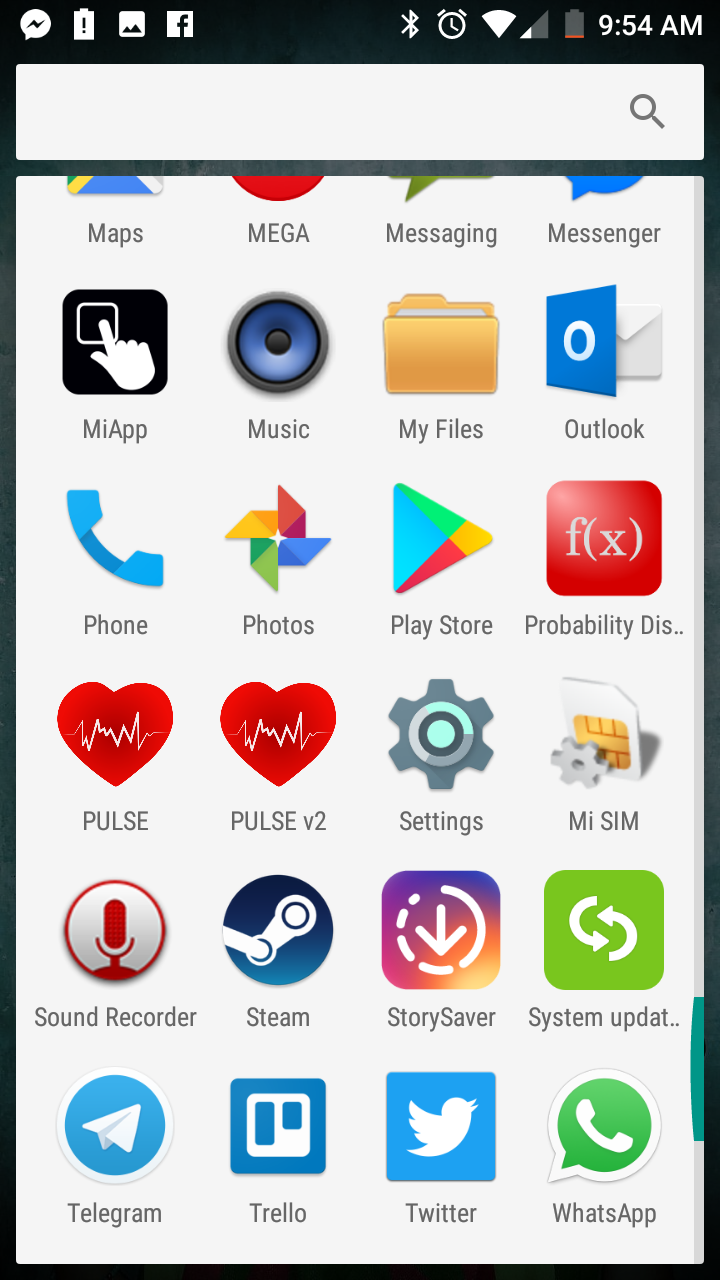 9:54 AM
Maps MEGA Messaging Messenger
MiApp Music My Files Outlook
Phone Photos Play Store Probability Dis..
PULSE PULSE v2 Settings Mi SIM
Sound Recorder Steam StorySaver System updat..
Telegram Trello Twitter WhatsApp
O
f(x)